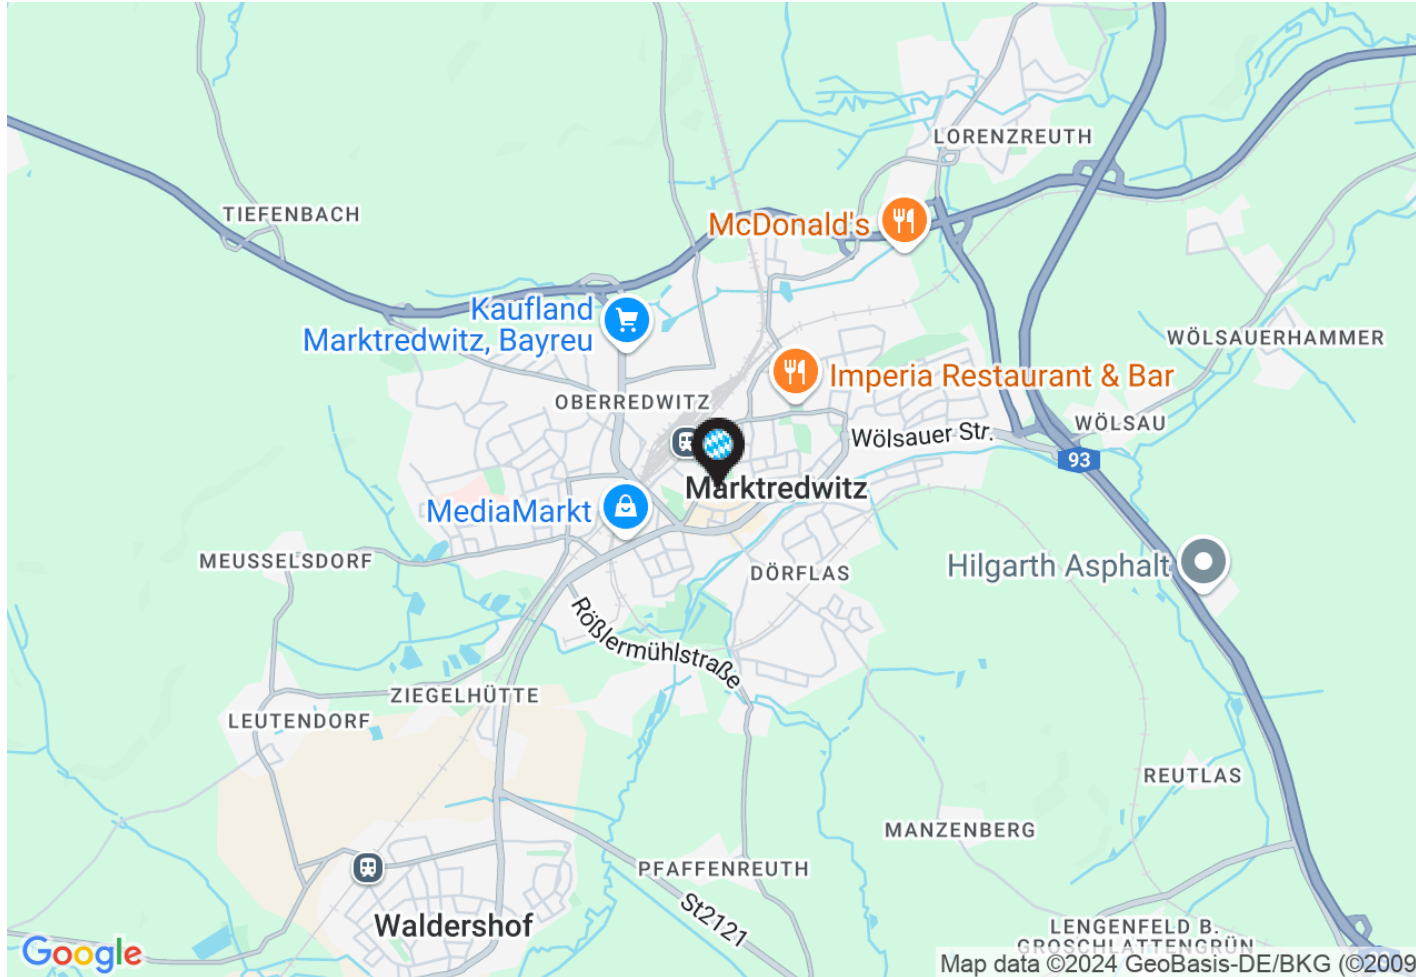 LORENZREUTH
TIEFENBACH
McDonald's
Kaufland
Marktredwitz, Bayreu
WÖLSAUERHAMMER
Imperia Restaurant & Bar
OBERREDWITZ
WÖLSAU
Wölsauer Str.
93
Marktredwitz
MediaMarkt
MEUSSELSDORF
DÖRFLAS
Hilgarth Asphalt
Rößlermühlstraße
ZIEGELHÜTTE
LEUTENDORF
REUTLAS
MANZENBERG
PFAFFENREUTH
St2121
Waldershof
LENGENFELD B.
GROSCHLATTENGRÜN
Google
Map data ©2024 GeoBasis-DE/BKG (©2009